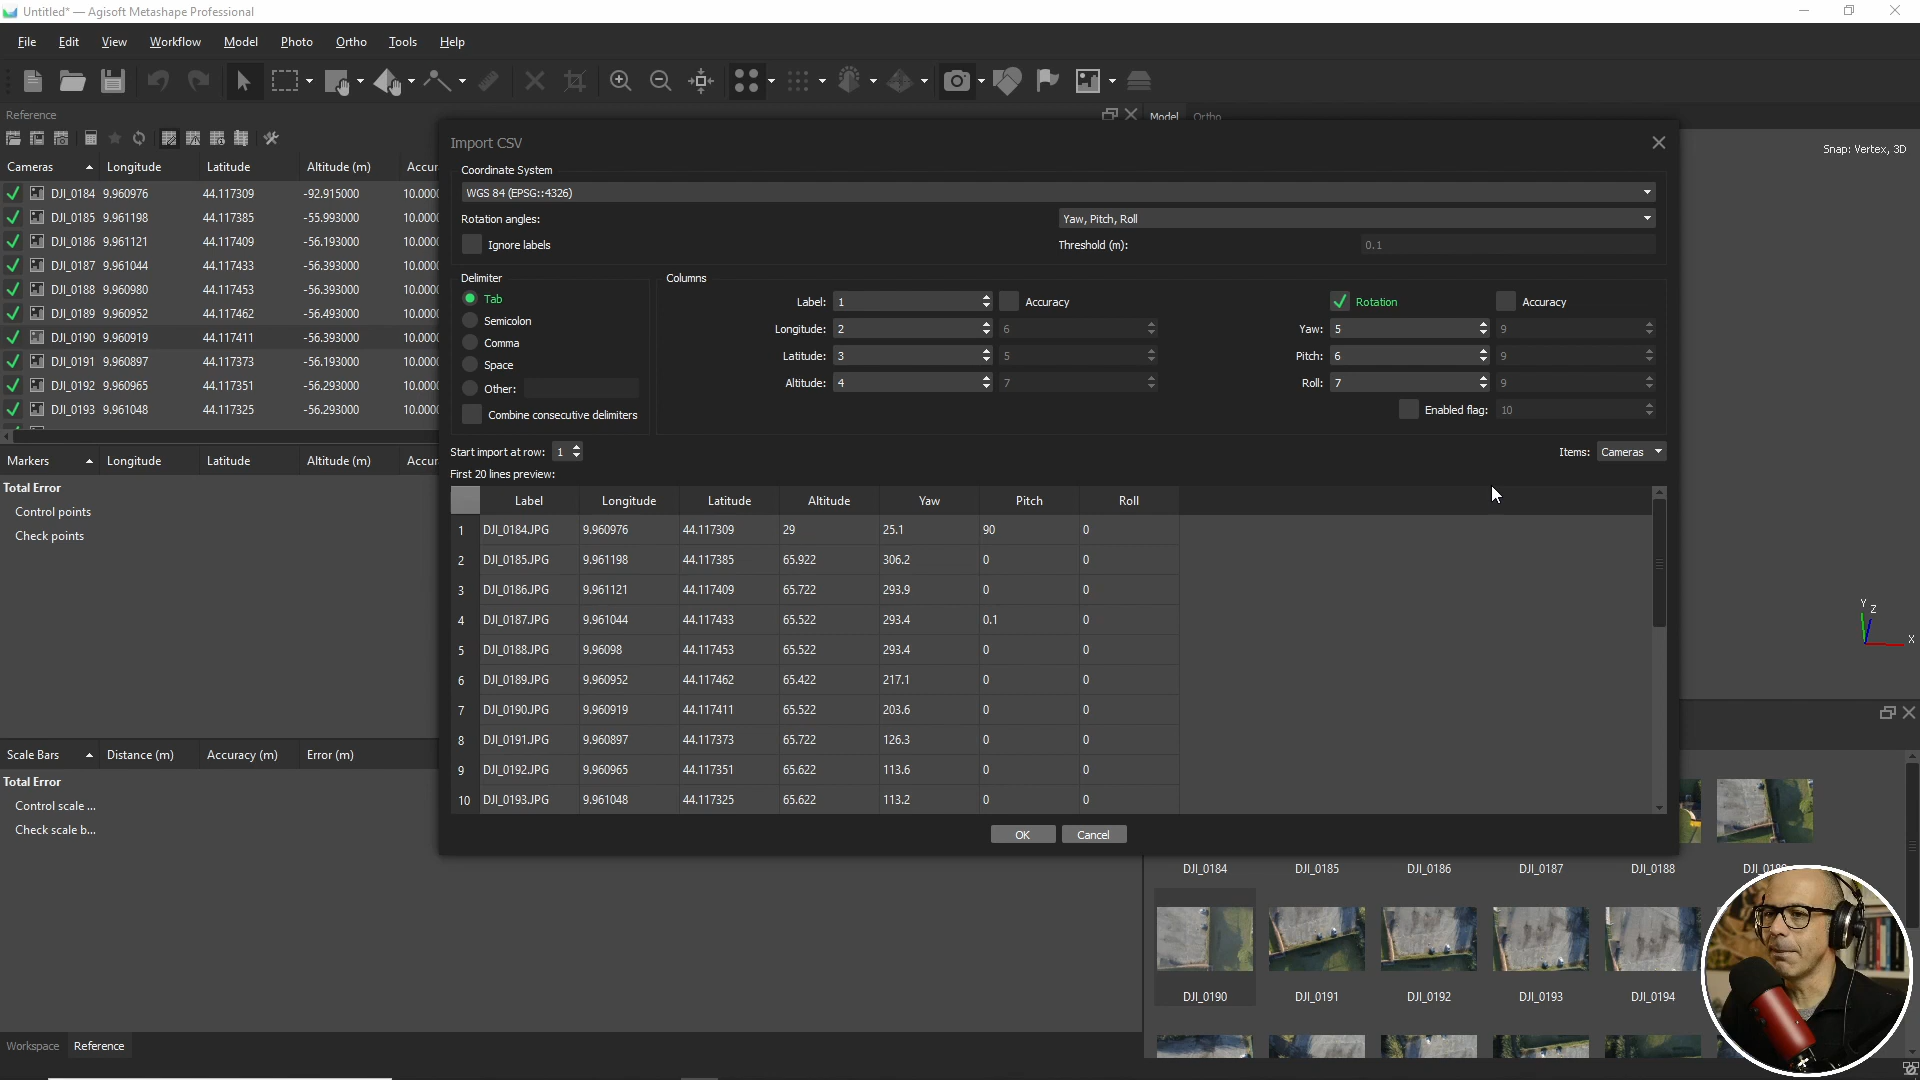 Untitled* — Agisoft Metashape Professional
File Edit View Workflow Model Photo Ortho Tools Help
Reference
Model Ortho
Snap: Vertex, 3D
Cameras Longitude Latitude Altitude (m) Accur
DJI_0184 9.960976 44.117309 -92.915000 10.0000
DJI_0185 9.961198 44.117385 -55.993000 10.0000
DJI_0186 9.961121 44.117409 -56.193000 10.0000
DJI_0187 9.961044 44.117433 -56.393000 10.0000
DJI_0188 9.960980 44.117453 -56.393000 10.0000
DJI_0189 9.960952 44.117462 -56.493000 10.0000
DJI_0190 9.960919 44.117411 -56.393000 10.0000
DJI_0191 9.960897 44.117373 -56.193000 10.0000
DJI_0192 9.960965 44.117351 -56.293000 10.0000
DJI_0193 9.961048 44.117325 -56.293000 10.0000
Markers Longitude Latitude Altitude (m) Accur
Total Error
Control points
Check points
Scale Bars Distance (m) Accuracy (m) Error (m)
Total Error
Control scale ...
Check scale b...
Workspace Reference
Import CSV
Coordinate System
WGS 84 (EPSG::4326)
Rotation angles: Yaw, Pitch, Roll
Ignore labels Threshold (m): 0.1
Delimiter
Tab
Semicolon
Comma
Space
Other:
Combine consecutive delimiters
Columns
Label: 1 Accuracy Rotation Accuracy
Longitude: 2 6 Yaw: 5 9
Latitude: 3 5 Pitch: 6 9
Altitude: 4 7 Roll: 7 9
Enabled flag: 10
Start import at row: 1 Items: Cameras
First 20 lines preview:
Label Longitude Latitude Altitude Yaw Pitch Roll
1 DJI_0184.JPG 9.960976 44.117309 29 25.1 90 0
2 DJI_0185.JPG 9.961198 44.117385 65.922 306.2 0 0
3 DJI_0186.JPG 9.961121 44.117409 65.722 293.9 0 0
4 DJI_0187.JPG 9.961044 44.117433 65.522 293.4 0.1 0
5 DJI_0188.JPG 9.96098 44.117453 65.522 293.4 0 0
6 DJI_0189.JPG 9.960952 44.117462 65.422 217.1 0 0
7 DJI_0190.JPG 9.960919 44.117411 65.522 203.6 0 0
8 DJI_0191.JPG 9.960897 44.117373 65.722 126.3 0 0
9 DJI_0192.JPG 9.960965 44.117351 65.622 113.6 0 0
10 DJI_0193.JPG 9.961048 44.117325 65.622 113.2 0 0
OK Cancel
Y
Z
X
DJI_0184 DJI_0185 DJI_0186 DJI_0187 DJI_0188 DJI_0189
DJI_0190 DJI_0191 DJI_0192 DJI_0193 DJI_0194